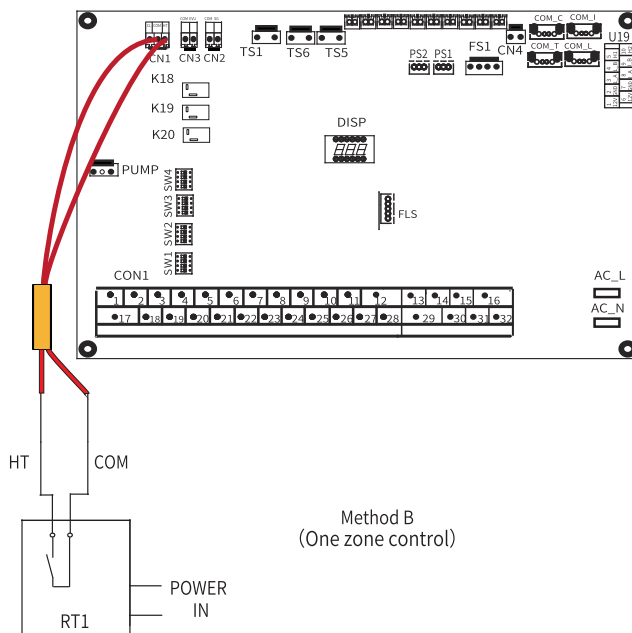 COM_C COM_I
U19
CN1 CN3 CN2
TS1 TS6 TS5
PS2 PS1
FS1 CN4
COM_T COM_L
K18
K19
K20
DISP
PUMP
SW4
SW3
SW2
SW1
FLS
CON1
1 2 3 4 5 6 7 8 9 10 11 12 13 14 15 16
17 18 19 20 21 22 23 24 25 26 27 28 29 30 31 32
AC_L
AC_N
HT COM
Method B
(One zone control)
POWER
IN
RT1